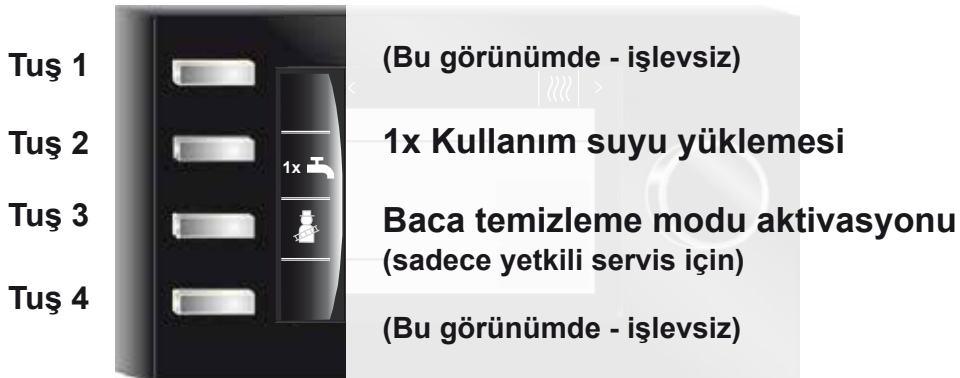 Tuş 1
(Bu görünümde - işlevsiz)
Tuş 2
1x
1x Kullanım suyu yüklemesi
Tuş 3
Baca temizleme modu aktivasyonu
(sadece yetkili servis için)
Tuş 4
(Bu görünümde - işlevsiz)